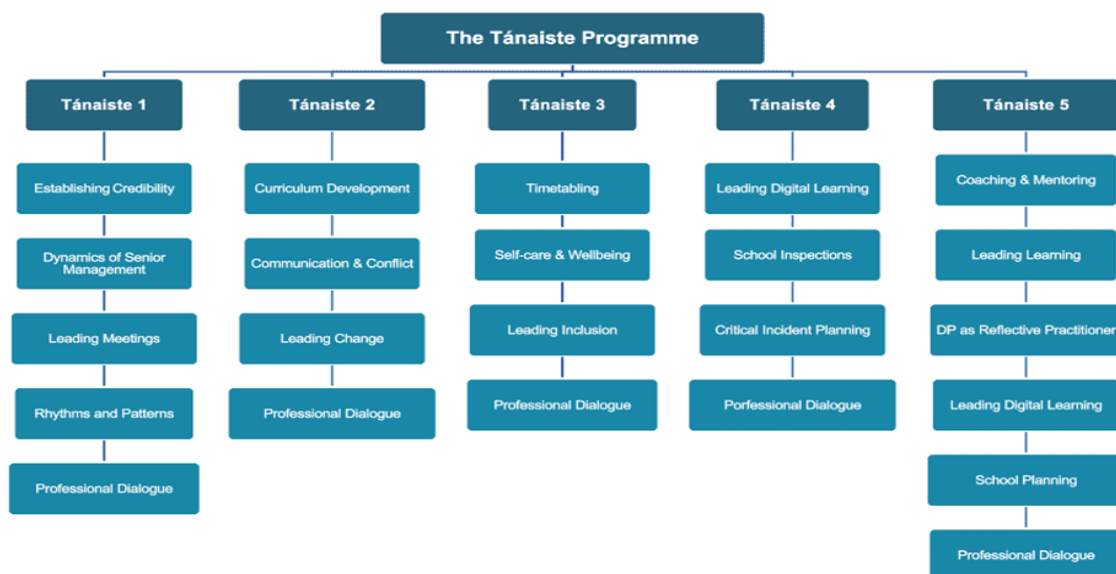 The Tánaiste Programme
Tánaiste 1
Establishing Credibility
Dynamics of Senior
Management
Leading Meetings
Rhythms and Patterns
Professional Dialogue
Tánaiste 2
Curriculum Development
Communication & Conflict
Leading Change
Professional Dialogue
Tánaiste 3
Timetabling
Self-care & Wellbeing
Leading Inclusion
Professional Dialogue
Tánaiste 4
Leading Digital Learning
School Inspections
Critical Incident Planning
Porfessional Dialogue
Tánaiste 5
Coaching & Mentoring
Leading Learning
DP as Reflective Practitioner
Leading Digital Learning
School Planning
Professional Dialogue